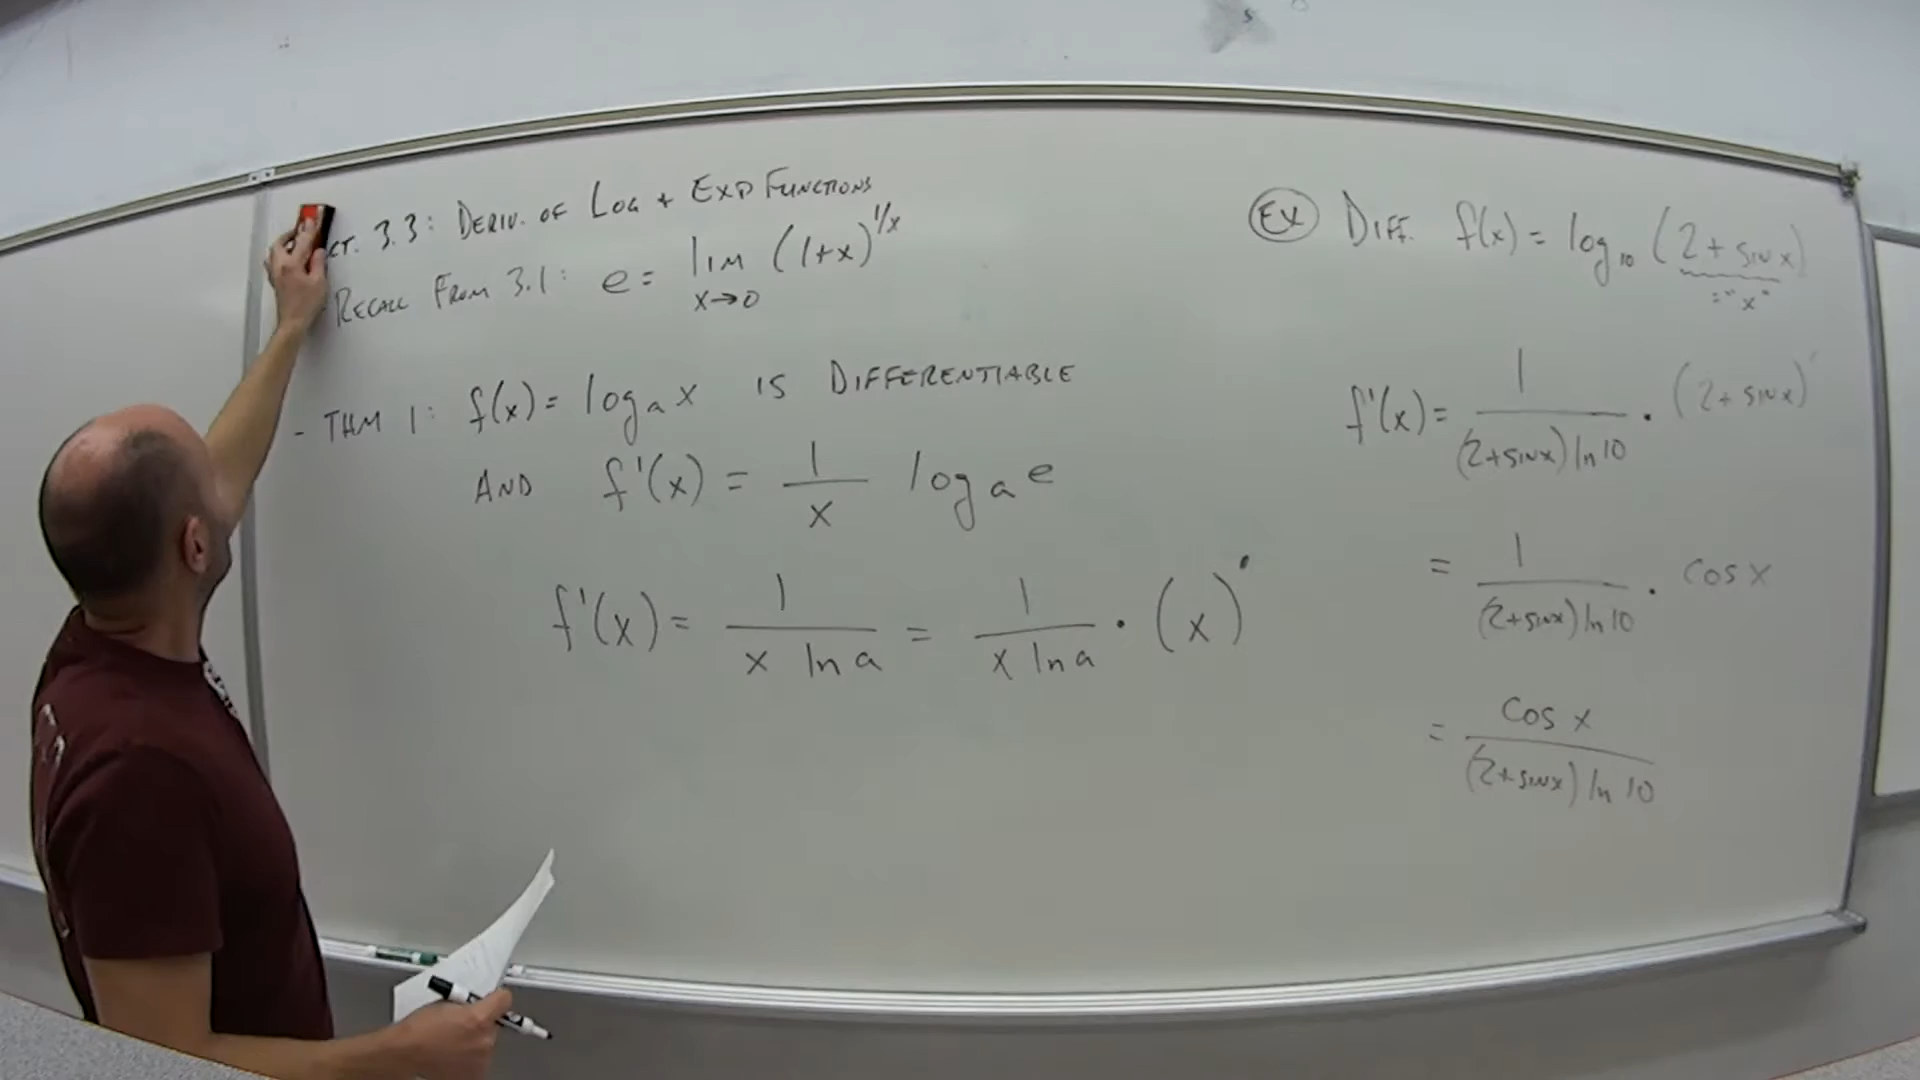 CT. 3.3: DERIV. OF LOG + EXP FUNCTIONS
RECALL FROM 3.1: e = lim (1+x)^{1/x}
x→0
- THM 1: f(x) = log_a x IS DIFFERENTIABLE
AND f'(x) = 1/x log_a e
f'(x) = 1/(x ln a) = 1/(x ln a) · (x)'
EX DIFF. f(x) = log_10 (2 + sin x)
="x"
f'(x) = 1/((2+sin x) ln 10) · (2+ sin x)'
= 1/((2+sin x) ln 10) · cos x
= cos x/((2+sin x) ln 10)